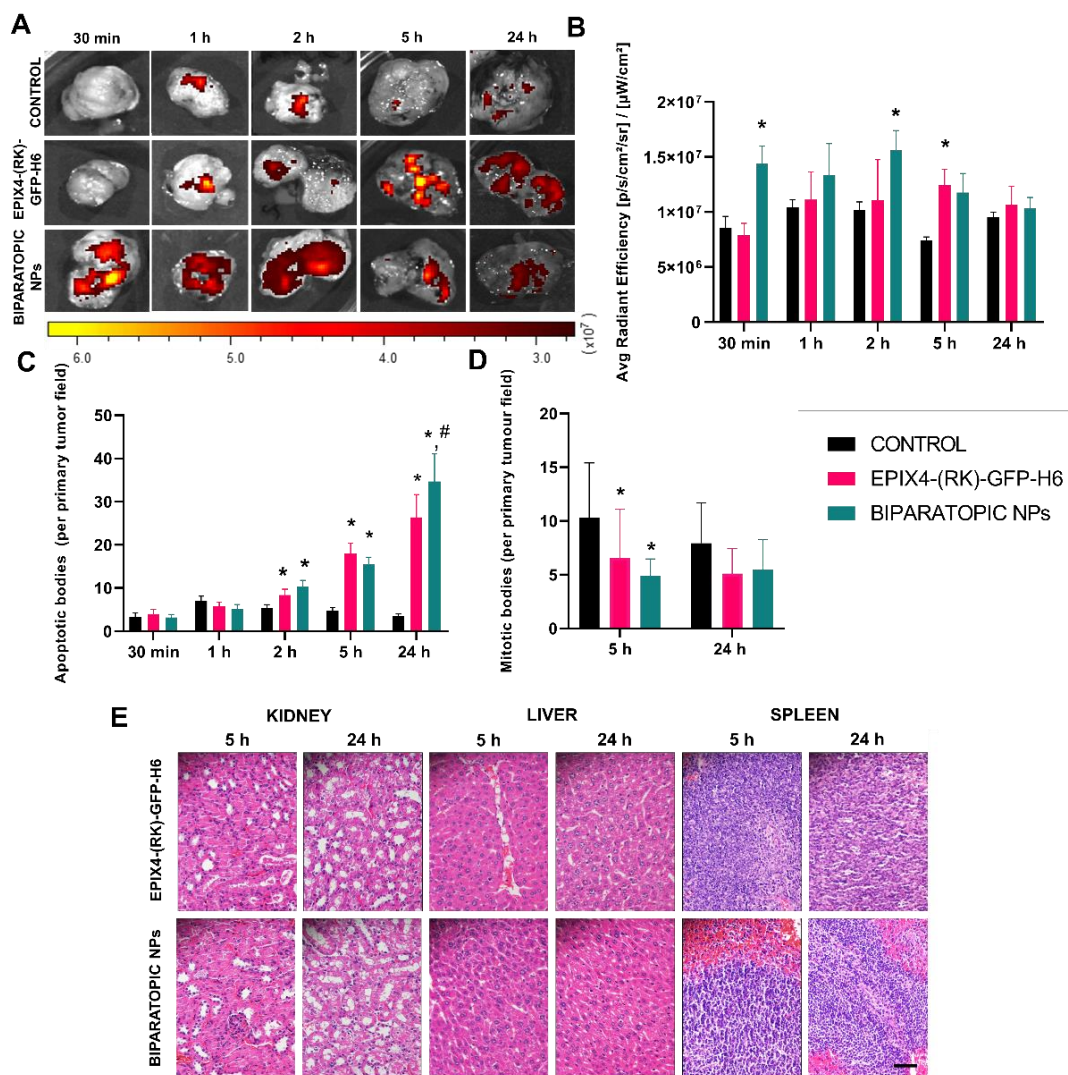 A
30 min
1 h
2 h
5 h
24 h
CONTROL
EPIX4-(RK)-
GFP-H6
BIPARATOPIC
NPs
6.0
5.0
4.0
3.0
(x10⁷)
B
Avg Radiant Efficiency [p/s/cm²/sr] / [µW/cm²]
2×10⁷
1.5×10⁷
1×10⁷
5×10⁶
0
*
*
*
30 min
1 h
2 h
5 h
24 h
C
Apoptotic bodies (per primary tumor field)
50
40
30
20
10
0
*
*
*
*
*
*, #
30 min
1 h
2 h
5 h
24 h
D
Mitotic bodies (per primary tumour field)
20
15
10
5
0
*
*
5 h
24 h
CONTROL
EPIX4-(RK)-GFP-H6
BIPARATOPIC NPs
E
KIDNEY
LIVER
SPLEEN
5 h
24 h
5 h
24 h
5 h
24 h
EPIX4-(RK)-GFP-H6
BIPARATOPIC NPs